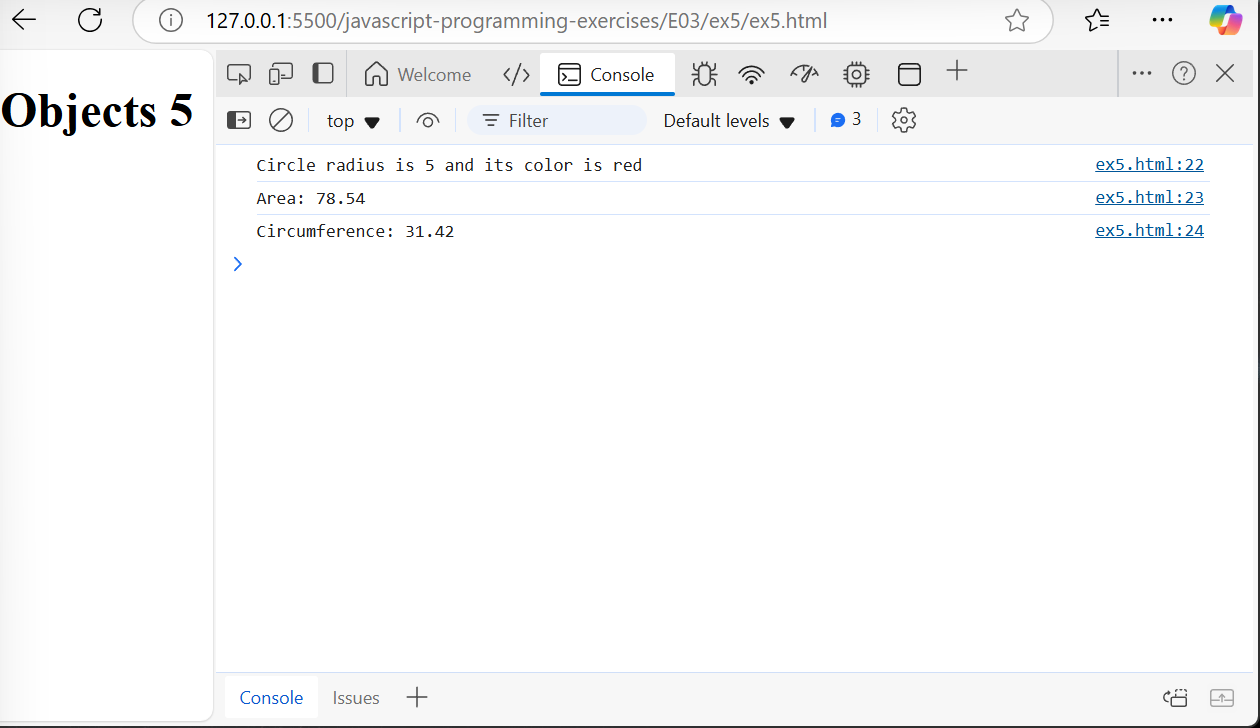 127.0.0.1:5500/javascript-programming-exercises/E03/ex5/ex5.html
Objects 5
Welcome
Console
top
Filter
Default levels
3
Circle radius is 5 and its color is red ex5.html:22
Area: 78.54 ex5.html:23
Circumference: 31.42 ex5.html:24
Console
Issues